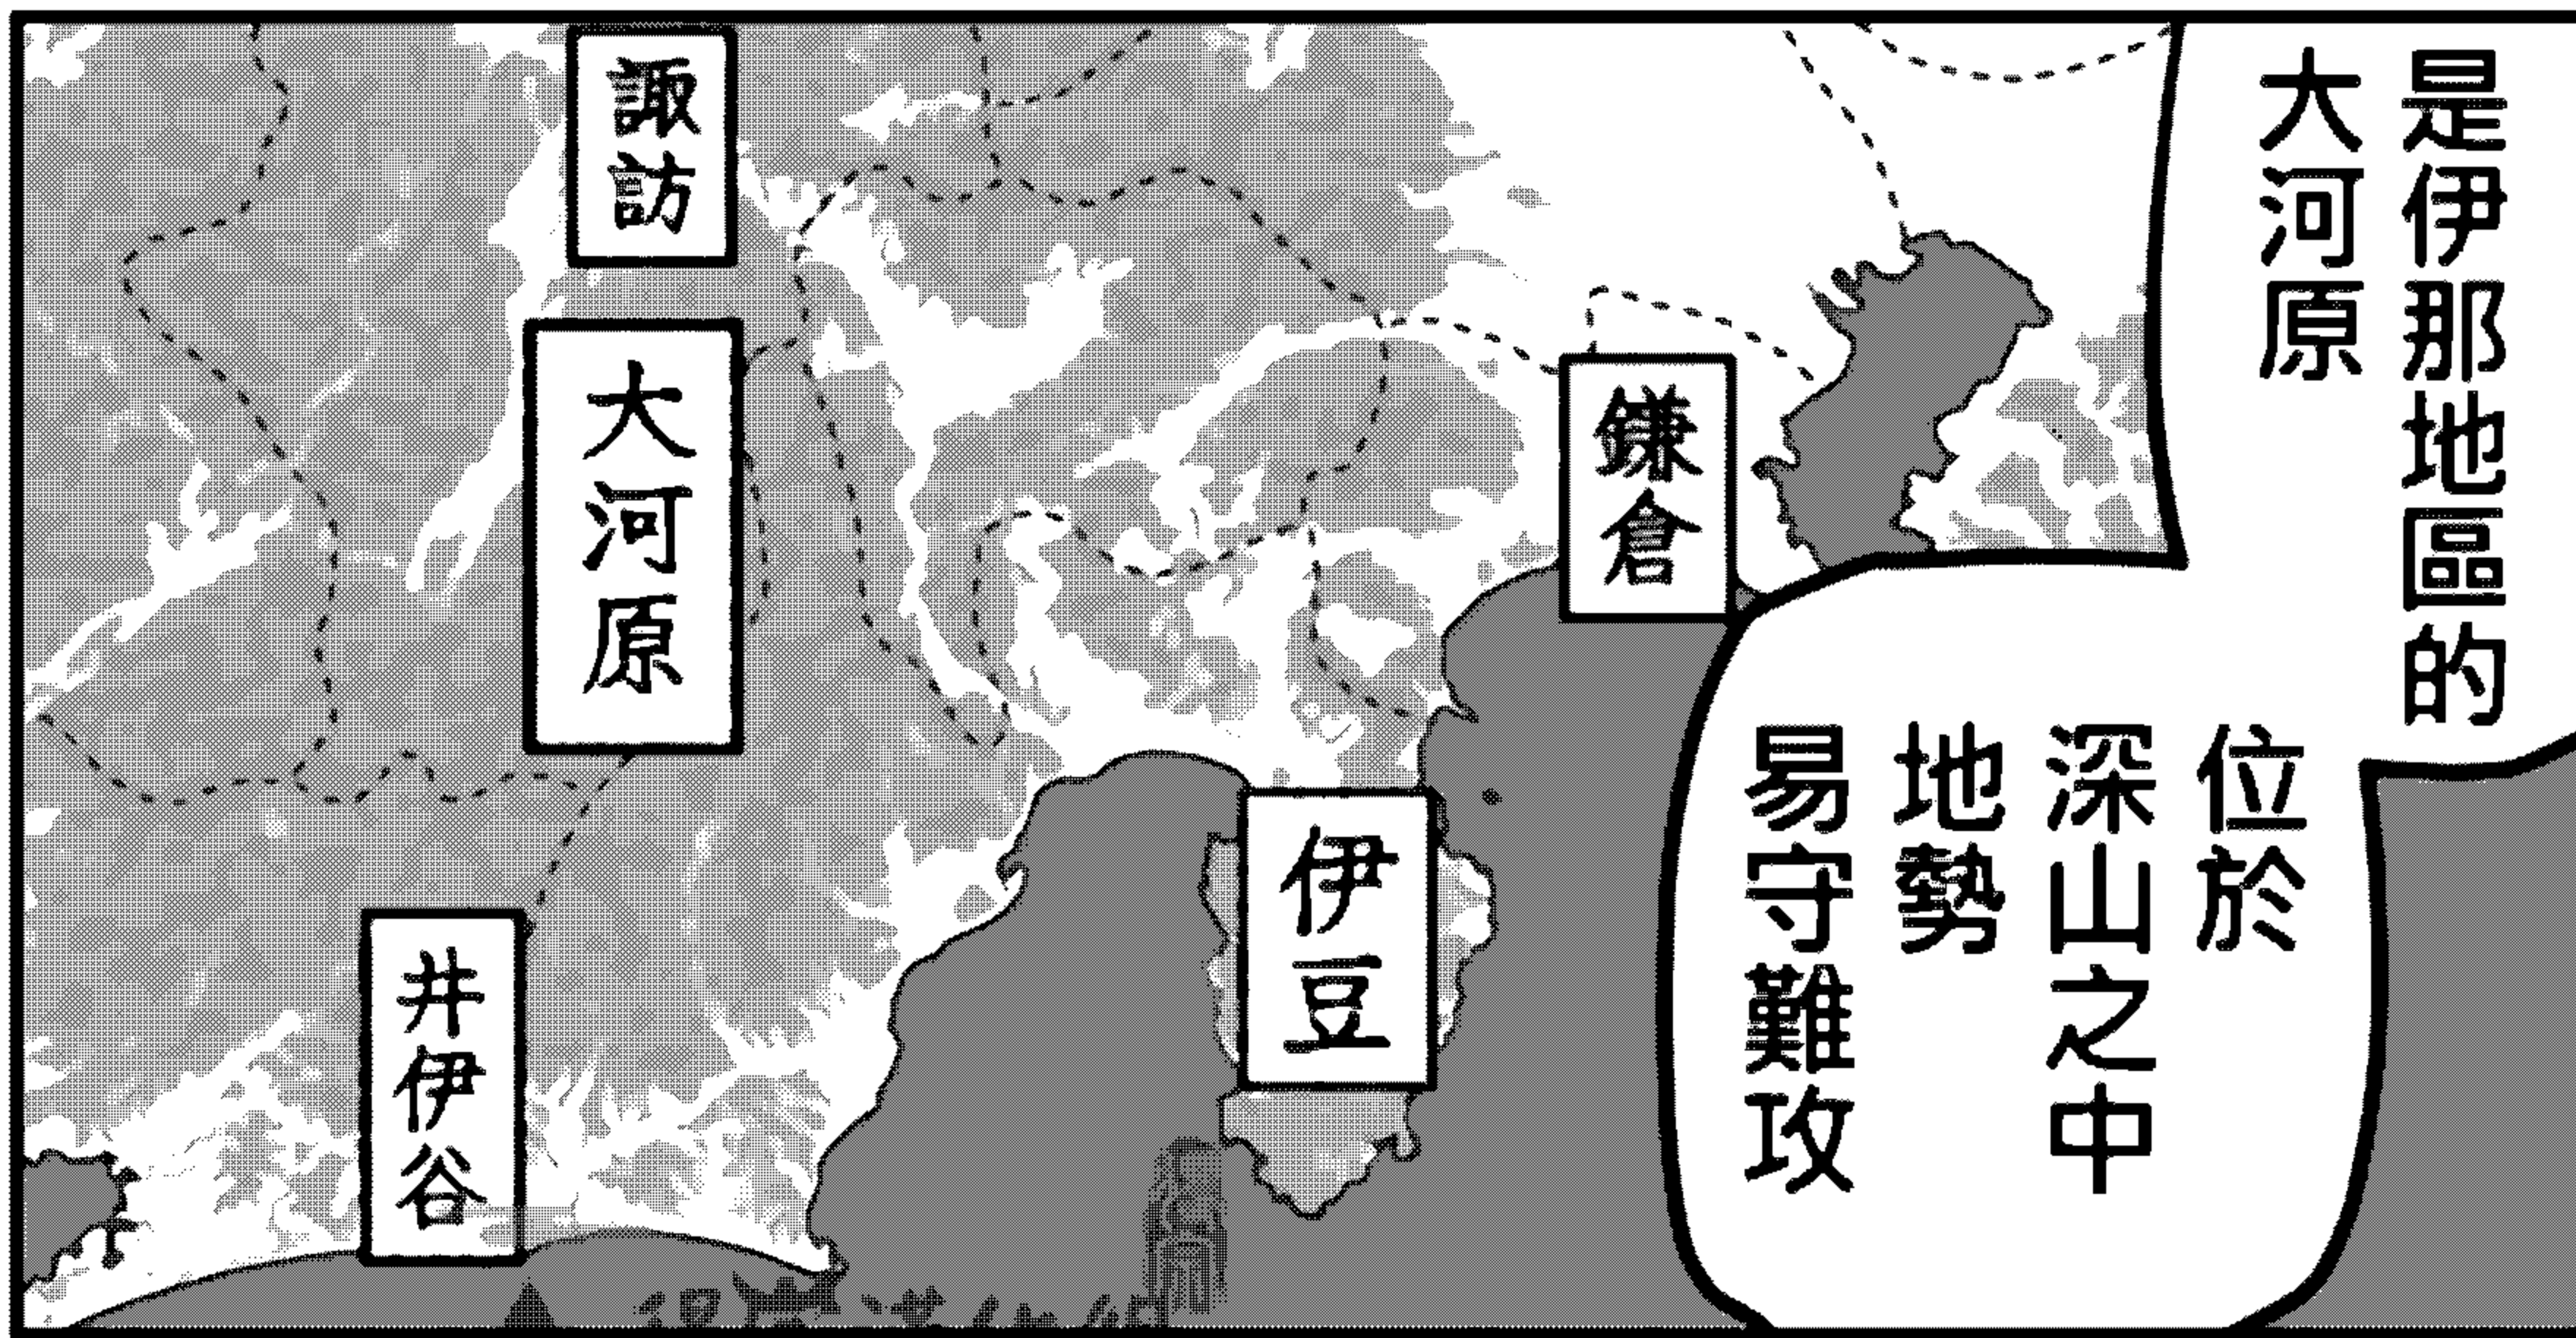 是伊那地區的
大河原
位於
深山之中
地勢
易守難攻
鎌倉
伊豆
諏訪
大河原
井伊谷